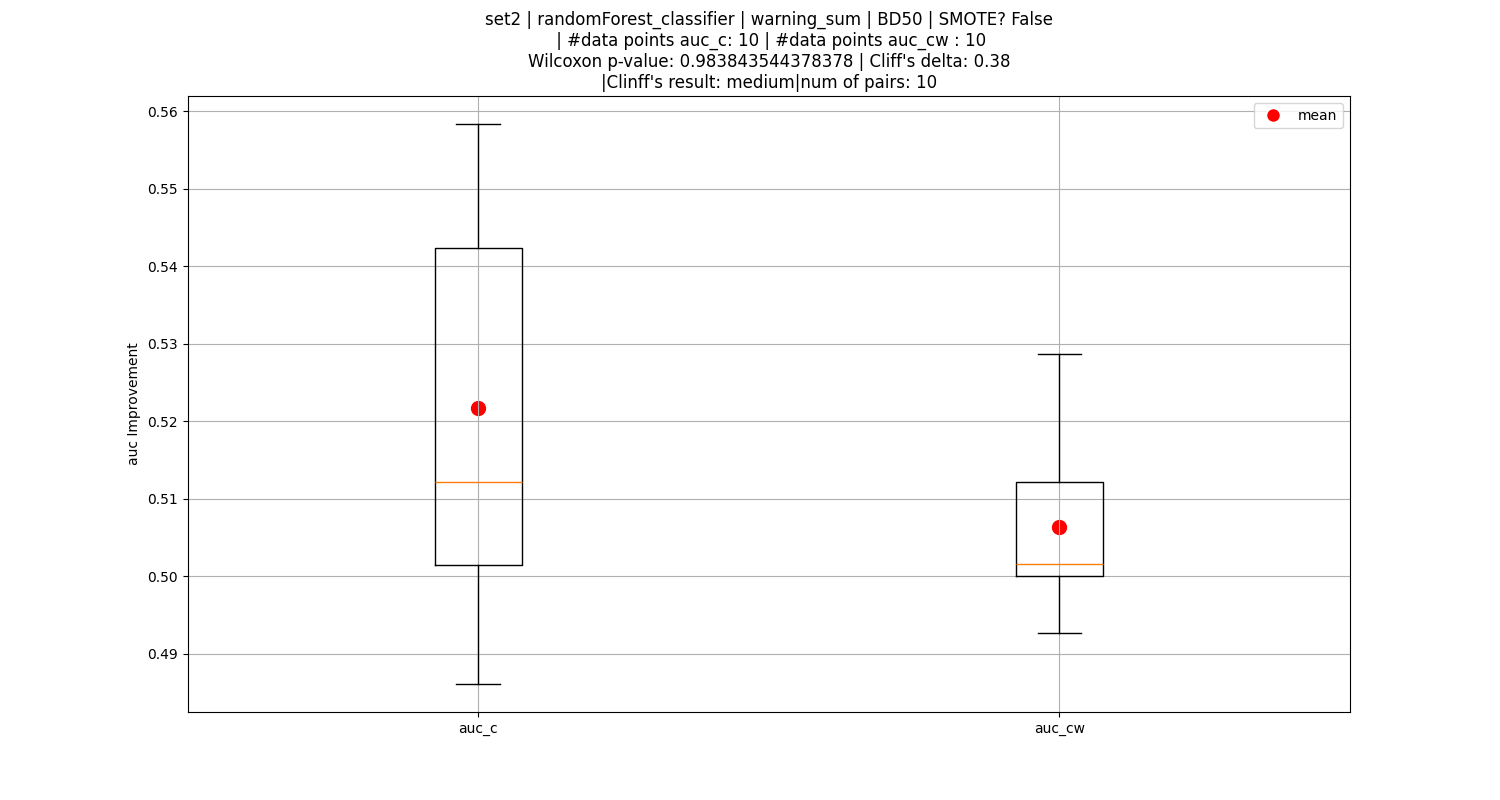 set2 | randomForest_classifier | warning_sum | BD50 | SMOTE? False
| #data points auc_c: 10 | #data points auc_cw : 10
Wilcoxon p-value: 0.983843544378378 | Cliff's delta: 0.38
|Clinff's result: medium|num of pairs: 10
mean
0.56
0.55
0.54
0.53
0.52
0.51
0.50
0.49
auc Improvement
auc_c
auc_cw